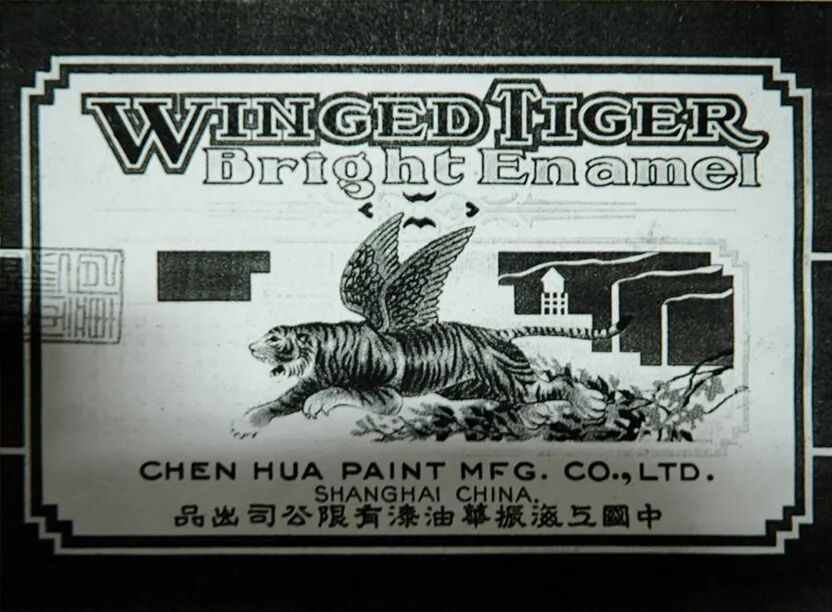 WINGED TIGER
Bright Enamel
CHEN HUA PAINT MFG. CO., LTD.
SHANGHAI CHINA.
中國上海振華油漆有限公司出品